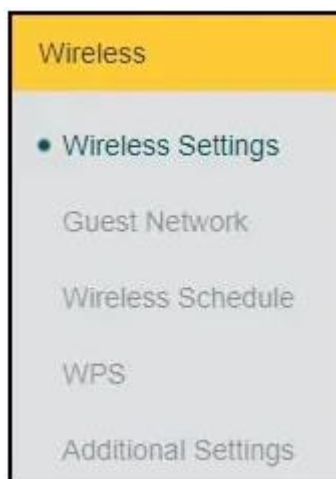 Wireless
Wireless Settings
Guest Network
Wireless Schedule
WPS
Additional Settings